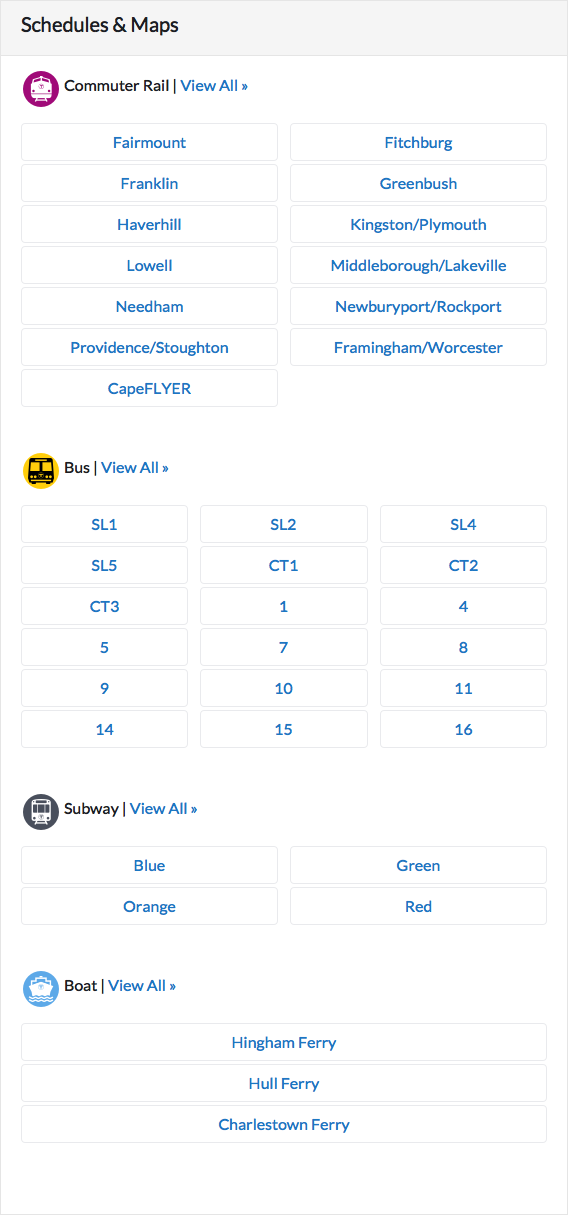 Schedules & Maps
Commuter Rail | View All »
Fairmount Fitchburg
Franklin Greenbush
Haverhill Kingston/Plymouth
Lowell Middleborough/Lakeville
Needham Newburyport/Rockport
Providence/Stoughton Framingham/Worcester
CapeFLYER
Bus | View All »
SL1 SL2 SL4
SL5 CT1 CT2
CT3 1 4
5 7 8
9 10 11
14 15 16
Subway | View All »
Blue Green
Orange Red
Boat | View All »
Hingham Ferry
Hull Ferry
Charlestown Ferry